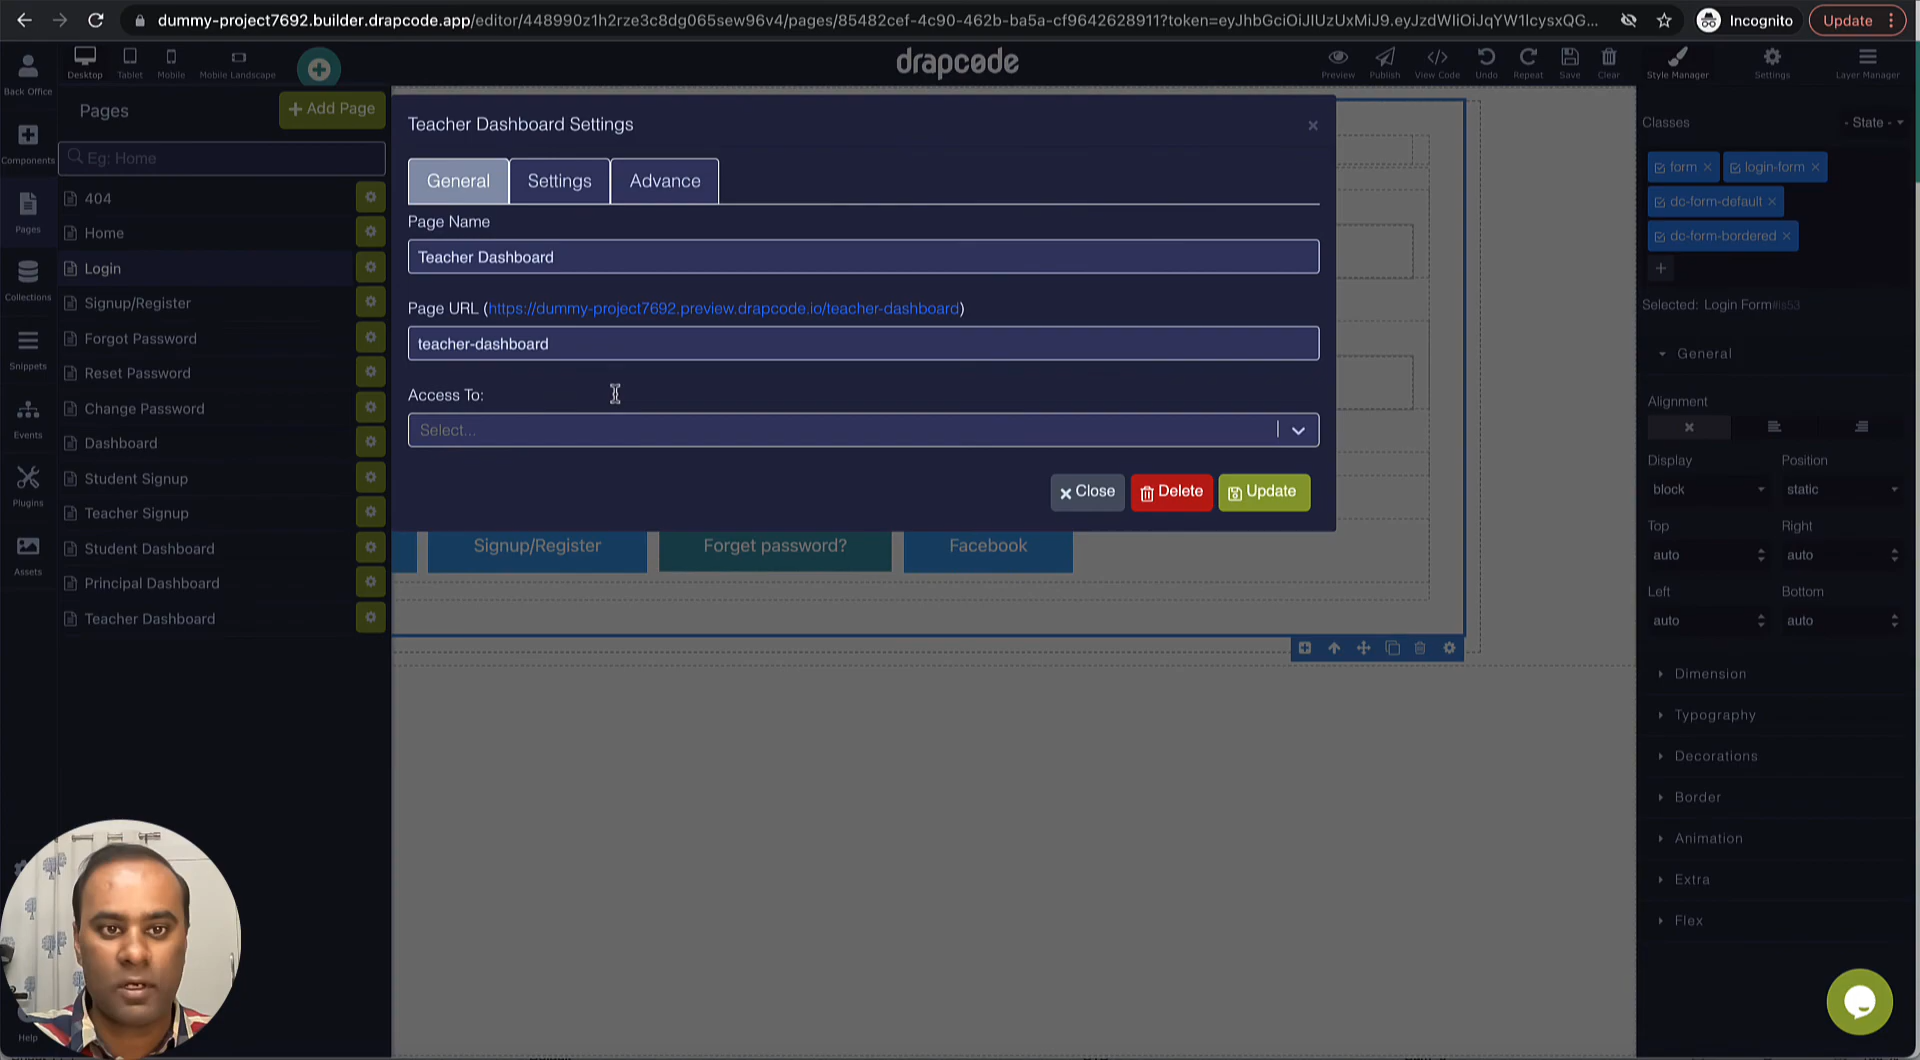 dummy-project7692.builder.drapcode.app/editor/448990z1h2rze3c8dg065sew96v4/pages/85482cef-4c90-462b-ba5a-cf9642628911?token=eyJhbGciOiJIUzUxMiJ9.eyJzdWIiOiJqYW1lcysxQG...
Incognito
Update
Back Office
Desktop
Tablet
Mobile
Mobile Landscape
drapcode
Preview
Publish
View Code
Undo
Repeat
Save
Clear
Style Manager
Settings
Layer Manager
Components
Pages
Collections
Snippets
Events
Plugins
Assets
Help
Pages
Add Page
Eg: Home
404
Home
Login
Signup/Register
Forgot Password
Reset Password
Change Password
Dashboard
Student Signup
Teacher Signup
Student Dashboard
Principal Dashboard
Teacher Dashboard
Teacher Dashboard Settings
General
Settings
Advance
Page Name
Teacher Dashboard
Page URL (https://dummy-project7692.preview.drapcode.io/teacher-dashboard)
teacher-dashboard
Access To:
Select...
Close
Delete
Update
Signup/Register
Forget password?
Facebook
Classes
- State -
form
login-form
dc-form-default
dc-form-bordered
Selected: Login Form#is53
General
Alignment
Display
Position
block
static
Top
Right
auto
auto
Left
Bottom
auto
auto
Dimension
Typography
Decorations
Border
Animation
Extra
Flex